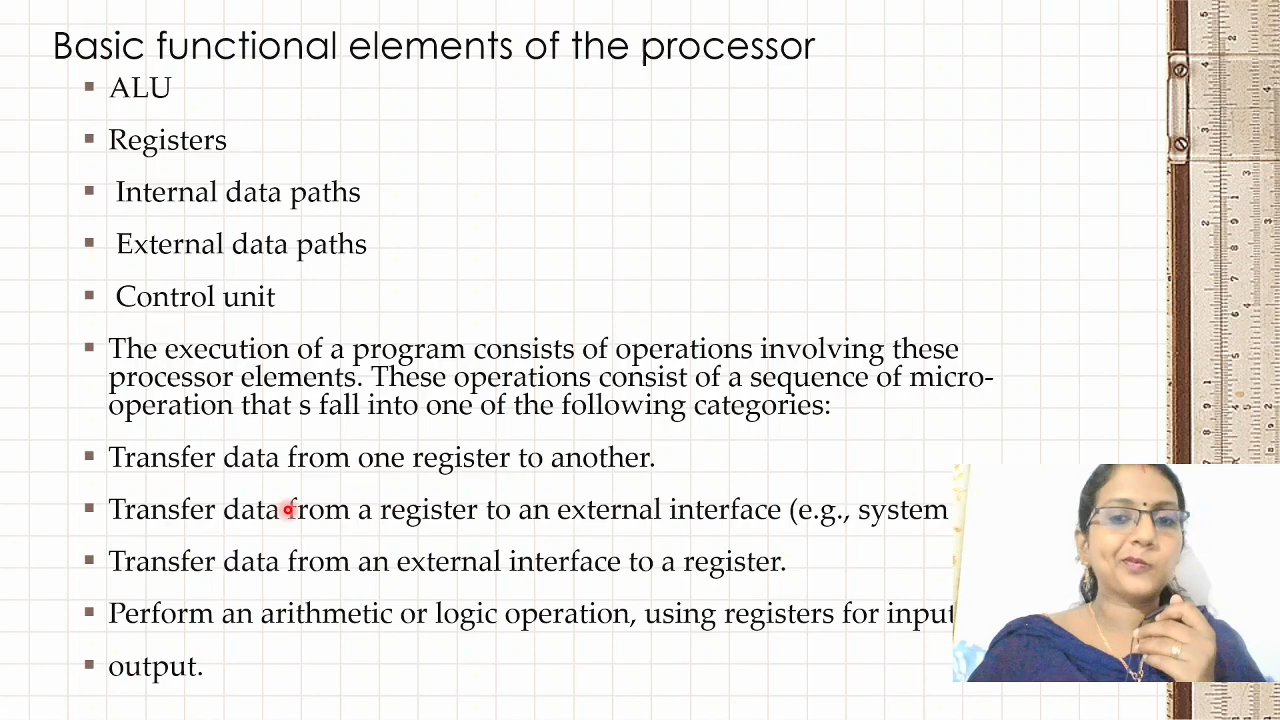 Basic functional elements of the processor
▪ ALU
▪ Registers
▪ Internal data paths
▪ External data paths
▪ Control unit
▪ The execution of a program consists of operations involving these
processor elements. These operations consist of a sequence of micro-
operation that s fall into one of the following categories:
▪ Transfer data from one register to another.
▪ Transfer data from a register to an external interface (e.g., system
▪ Transfer data from an external interface to a register.
▪ Perform an arithmetic or logic operation, using registers for input
▪ output.